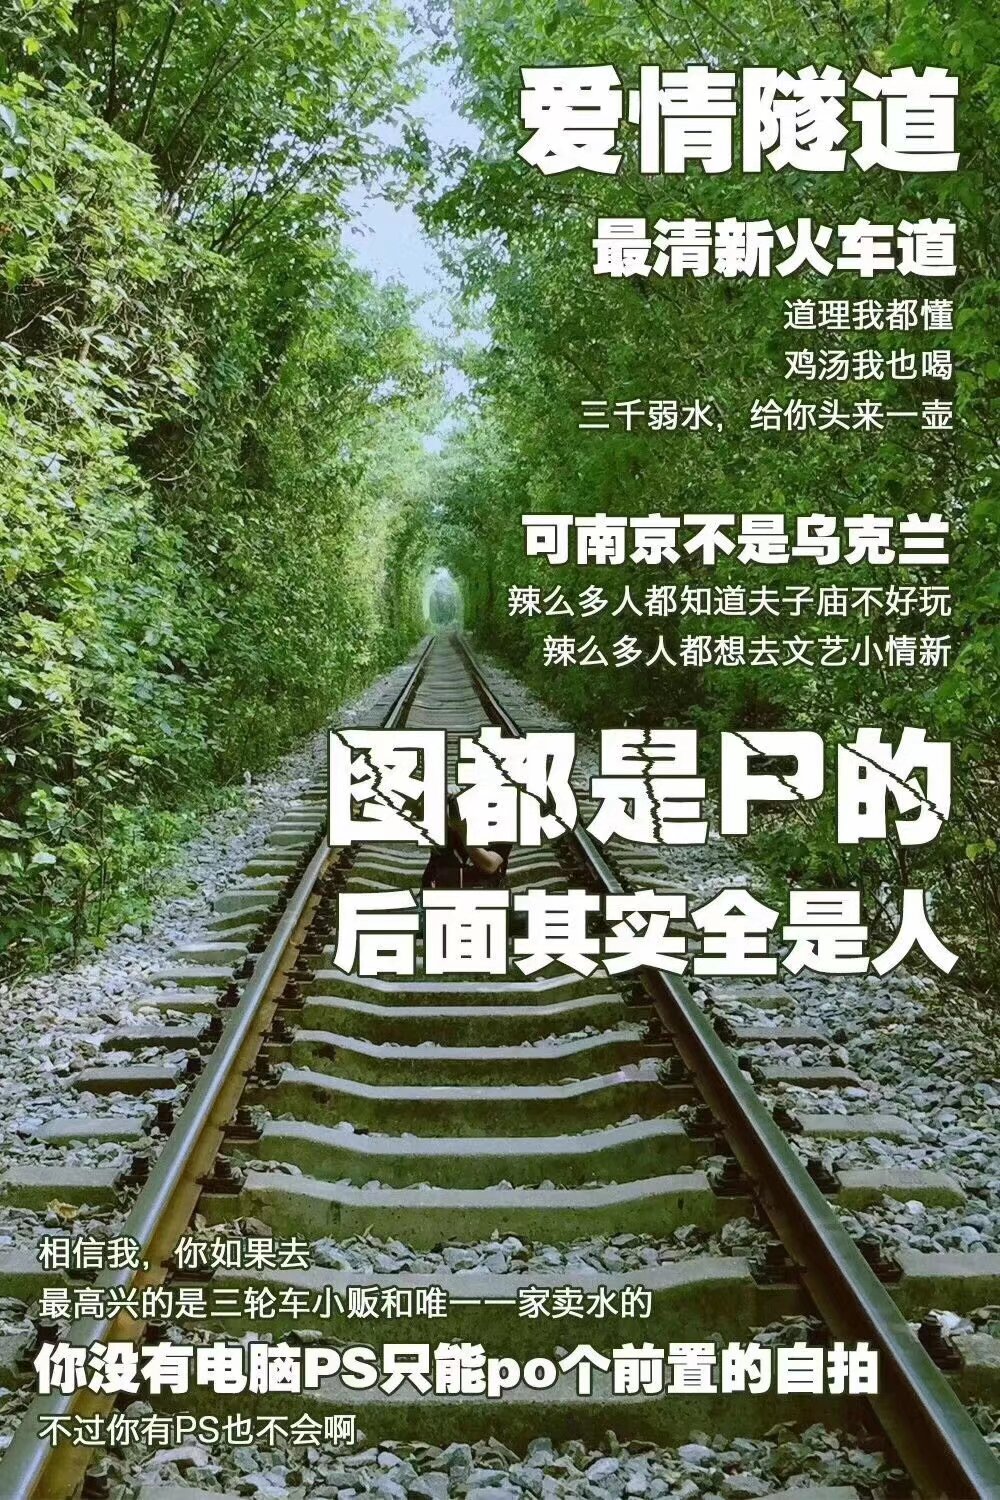 爱情隧道
最清新火车道
道理我都懂
鸡汤我也喝
三千弱水，给你头来一壶
可南京不是乌克兰
辣么多人都知道夫子庙不好玩
辣么多人都想去文艺小情新
图都是P的
后面其实全是人
相信我，你如果去
最高兴的是三轮车小贩和唯一一家卖水的
你没有电脑PS只能po个前置的自拍
不过你有PS也不会啊